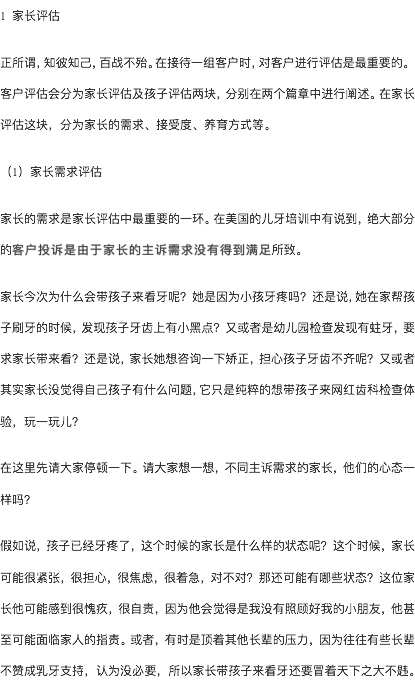 1 家长评估
正所谓，知彼知己，百战不殆。在接待一组客户时，对客户进行评估是最重要的。
客户评估会分为家长评估及孩子评估两块，分别在两个篇章中进行阐述。在家长
评估这块，分为家长的需求、接受度、养育方式等。
（1）家长需求评估
家长的需求是家长评估中最重要的一环。在美国的儿牙培训中有说到，绝大部分
的客户投诉是由于家长的主诉需求没有得到满足所致。
家长今次为什么会带孩子来看牙呢？她是因为小孩牙疼吗？还是说，她在家帮孩
子刷牙的时候，发现孩子牙齿上有小黑点？又或者是幼儿园检查发现有蛀牙，要
求家长带来看？还是说，家长她想咨询一下矫正，担心孩子牙齿不齐呢？又或者
其实家长没觉得自己孩子有什么问题，它只是纯粹的想带孩子来网红齿科检查体
验，玩一玩儿？
在这里先请大家停顿一下。请大家想一想，不同主诉需求的家长，他们的心态一
样吗？
假如说，孩子已经牙疼了，这个时候的家长是什么样的状态呢？这个时候，家长
可能很紧张，很担心，很焦虑，很着急，对不对？那还可能有哪些状态？这位家
长他可能感到很愧疚，很自责，因为他会觉得是我没有照顾好我的小朋友，他甚
至可能面临家人的指责。或者，有时是顶着其他长辈的压力，因为往往有些长辈
不赞成乳牙支持，认为没必要，所以家长带孩子来看牙还要冒着天下之大不韪。